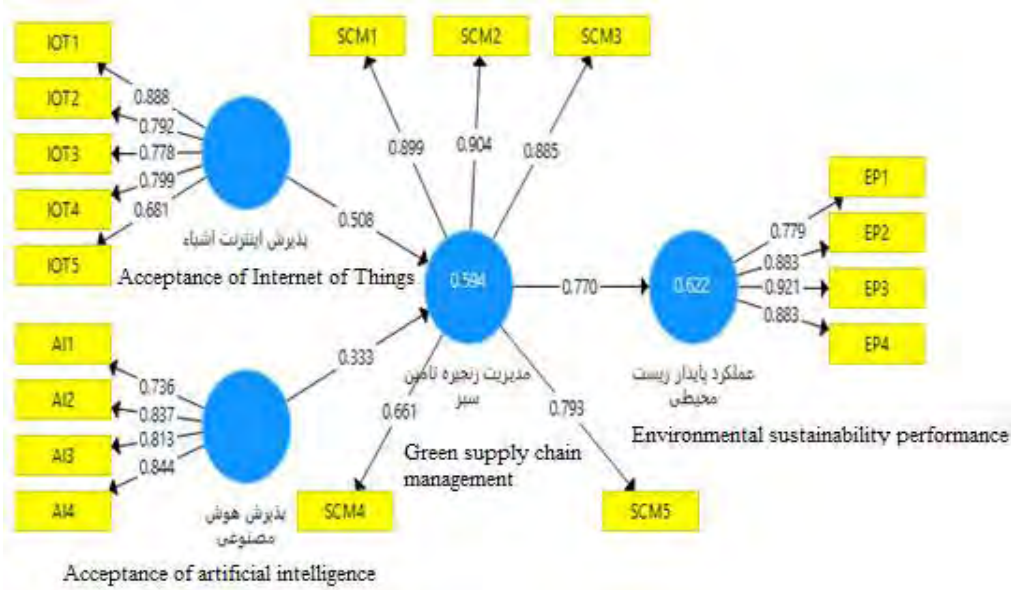 SCM1
SCM2
SCM3
IOT1
IOT2
IOT3
IOT4
IOT5
0.888
0.792
0.778
0.799
0.681
0.899
0.904
0.885
پذیرش اینترنت اشیاء
Acceptance of Internet of Things
0.508
0.594
0.770
0.622
EP1
EP2
EP3
EP4
0.779
0.883
0.921
0.883
AI1
AI2
AI3
AI4
0.736
0.837
0.813
0.844
0.333
مدیریت زنجیره تامین
سبز
عملکرد پایدار زیست
محیطی
0.661
0.793
Green supply chain
management
Environmental sustainability performance
پذیرش هوش
مصنوعی
SCM4
SCM5
Acceptance of artificial intelligence